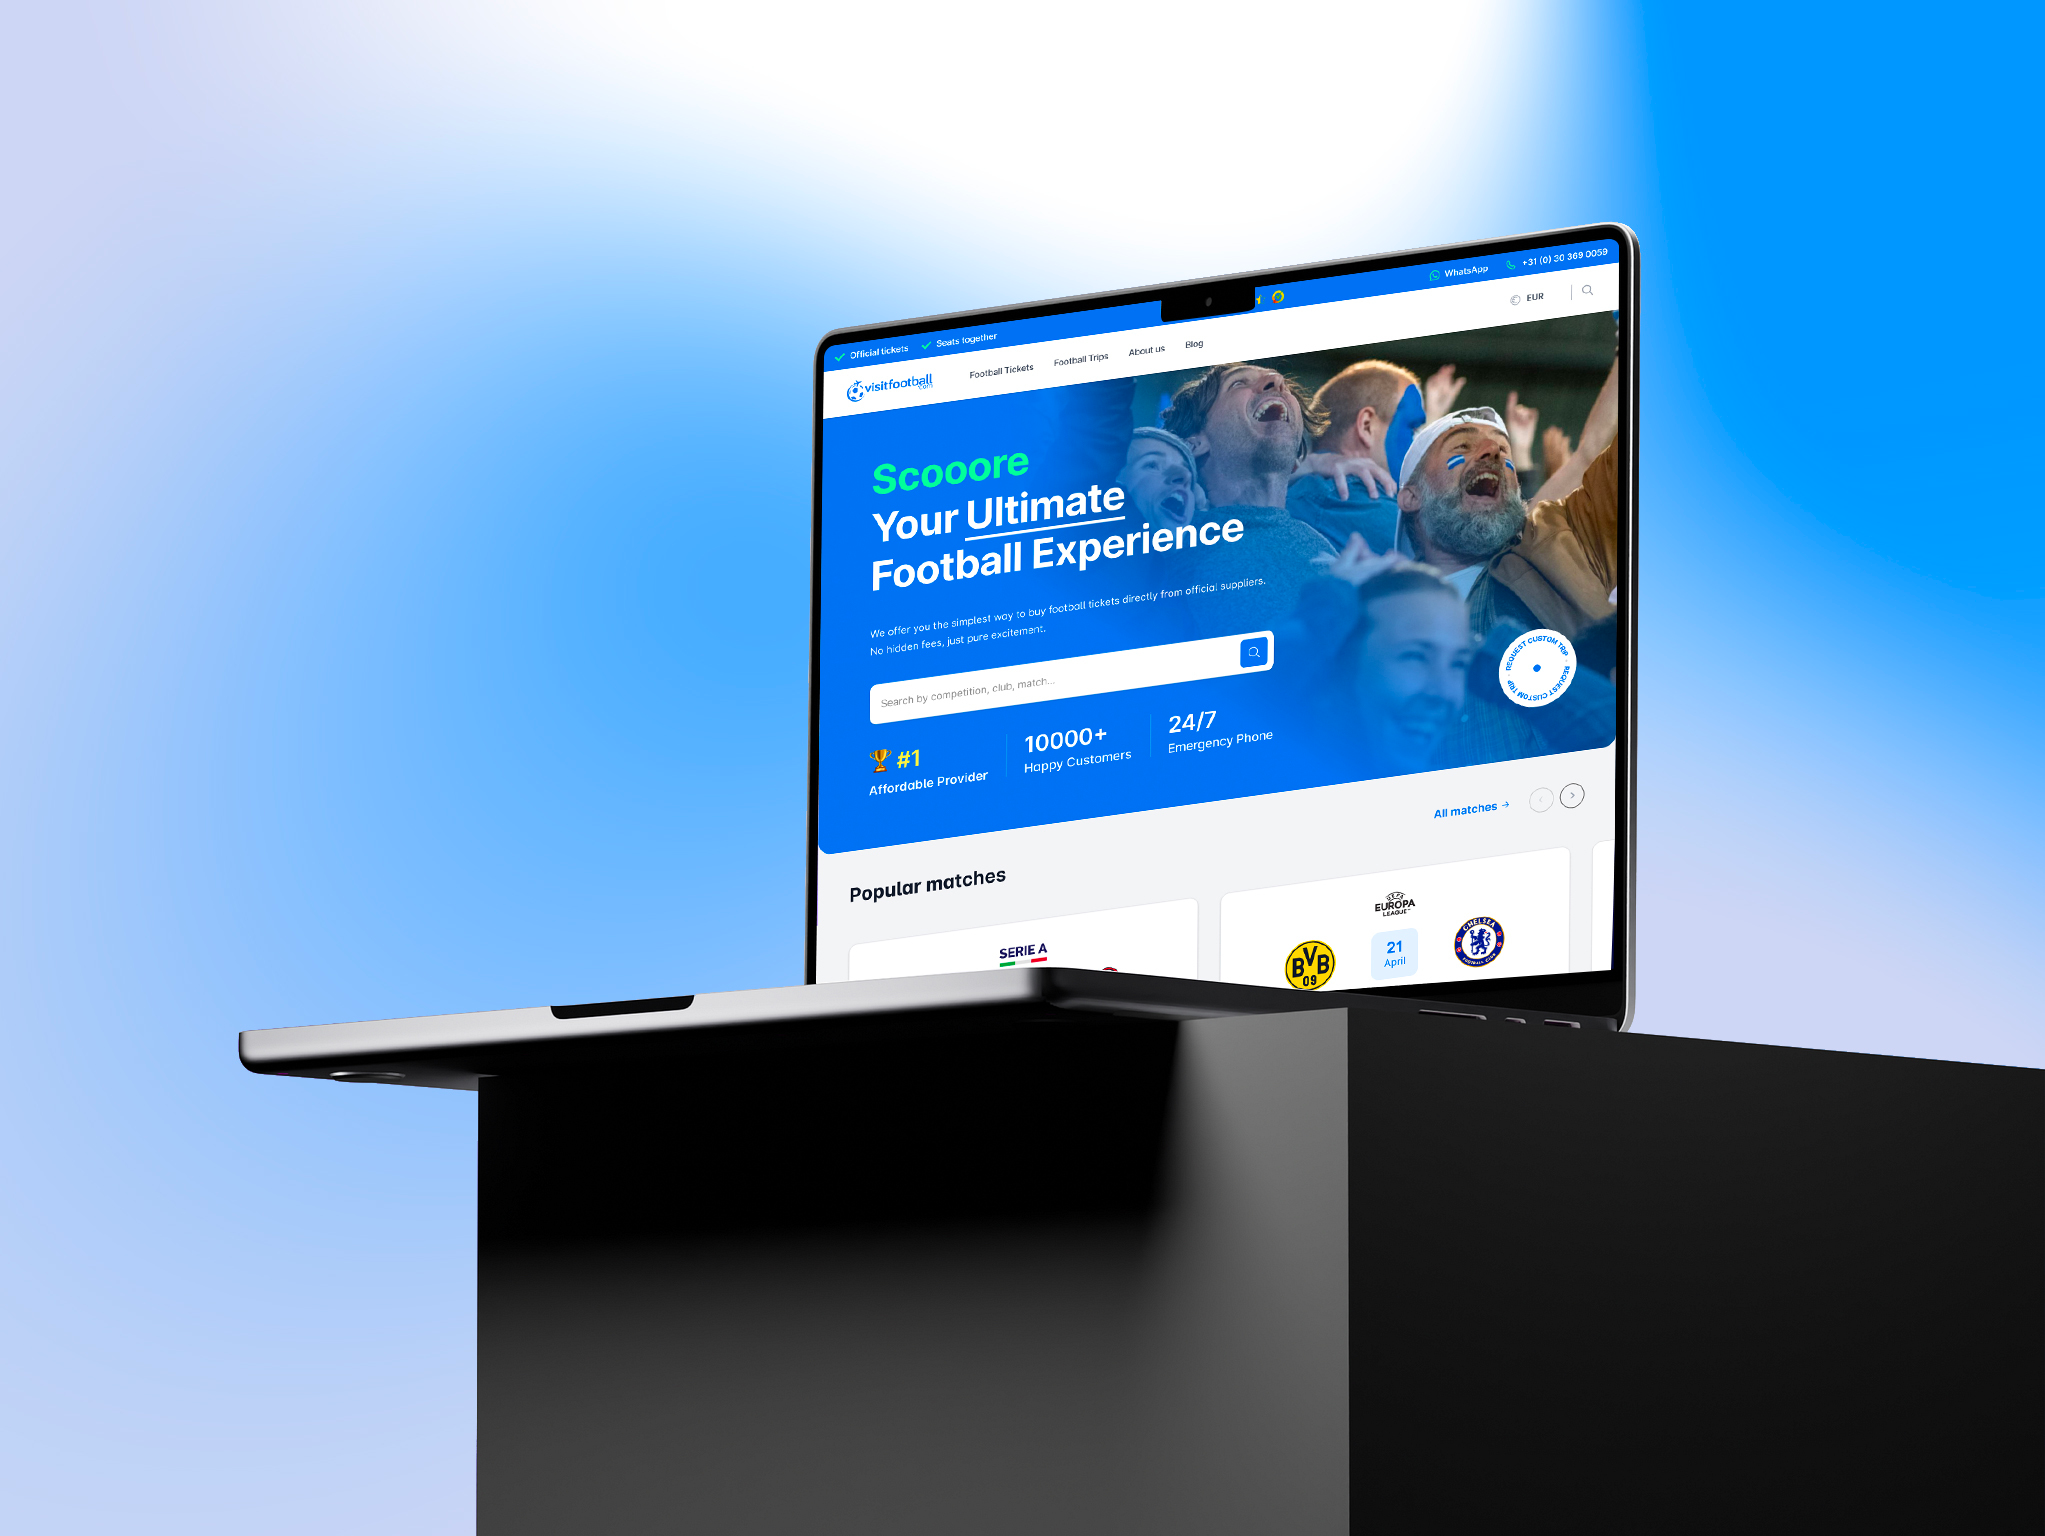 Official tickets
Seats together
WhatsApp
+31 (0) 30 369 0059
visitfootball
.com
Football Tickets
Football Trips
About us
Blog
EUR
Scooore
Your Ultimate
Football Experience
We offer you the simplest way to buy football tickets directly from official suppliers.
No hidden fees, just pure excitement.
Search by competition, club, match...
#1
Affordable Provider
10000+
Happy Customers
24/7
Emergency Phone
REQUEST CUSTOM TRIP
REQUEST CUSTOM TRIP
All matches →
Popular matches
SERIE A
UEFA
EUROPA
LEAGUE
BVB
09
21
April
CHELSEA
FOOTBALL CLUB